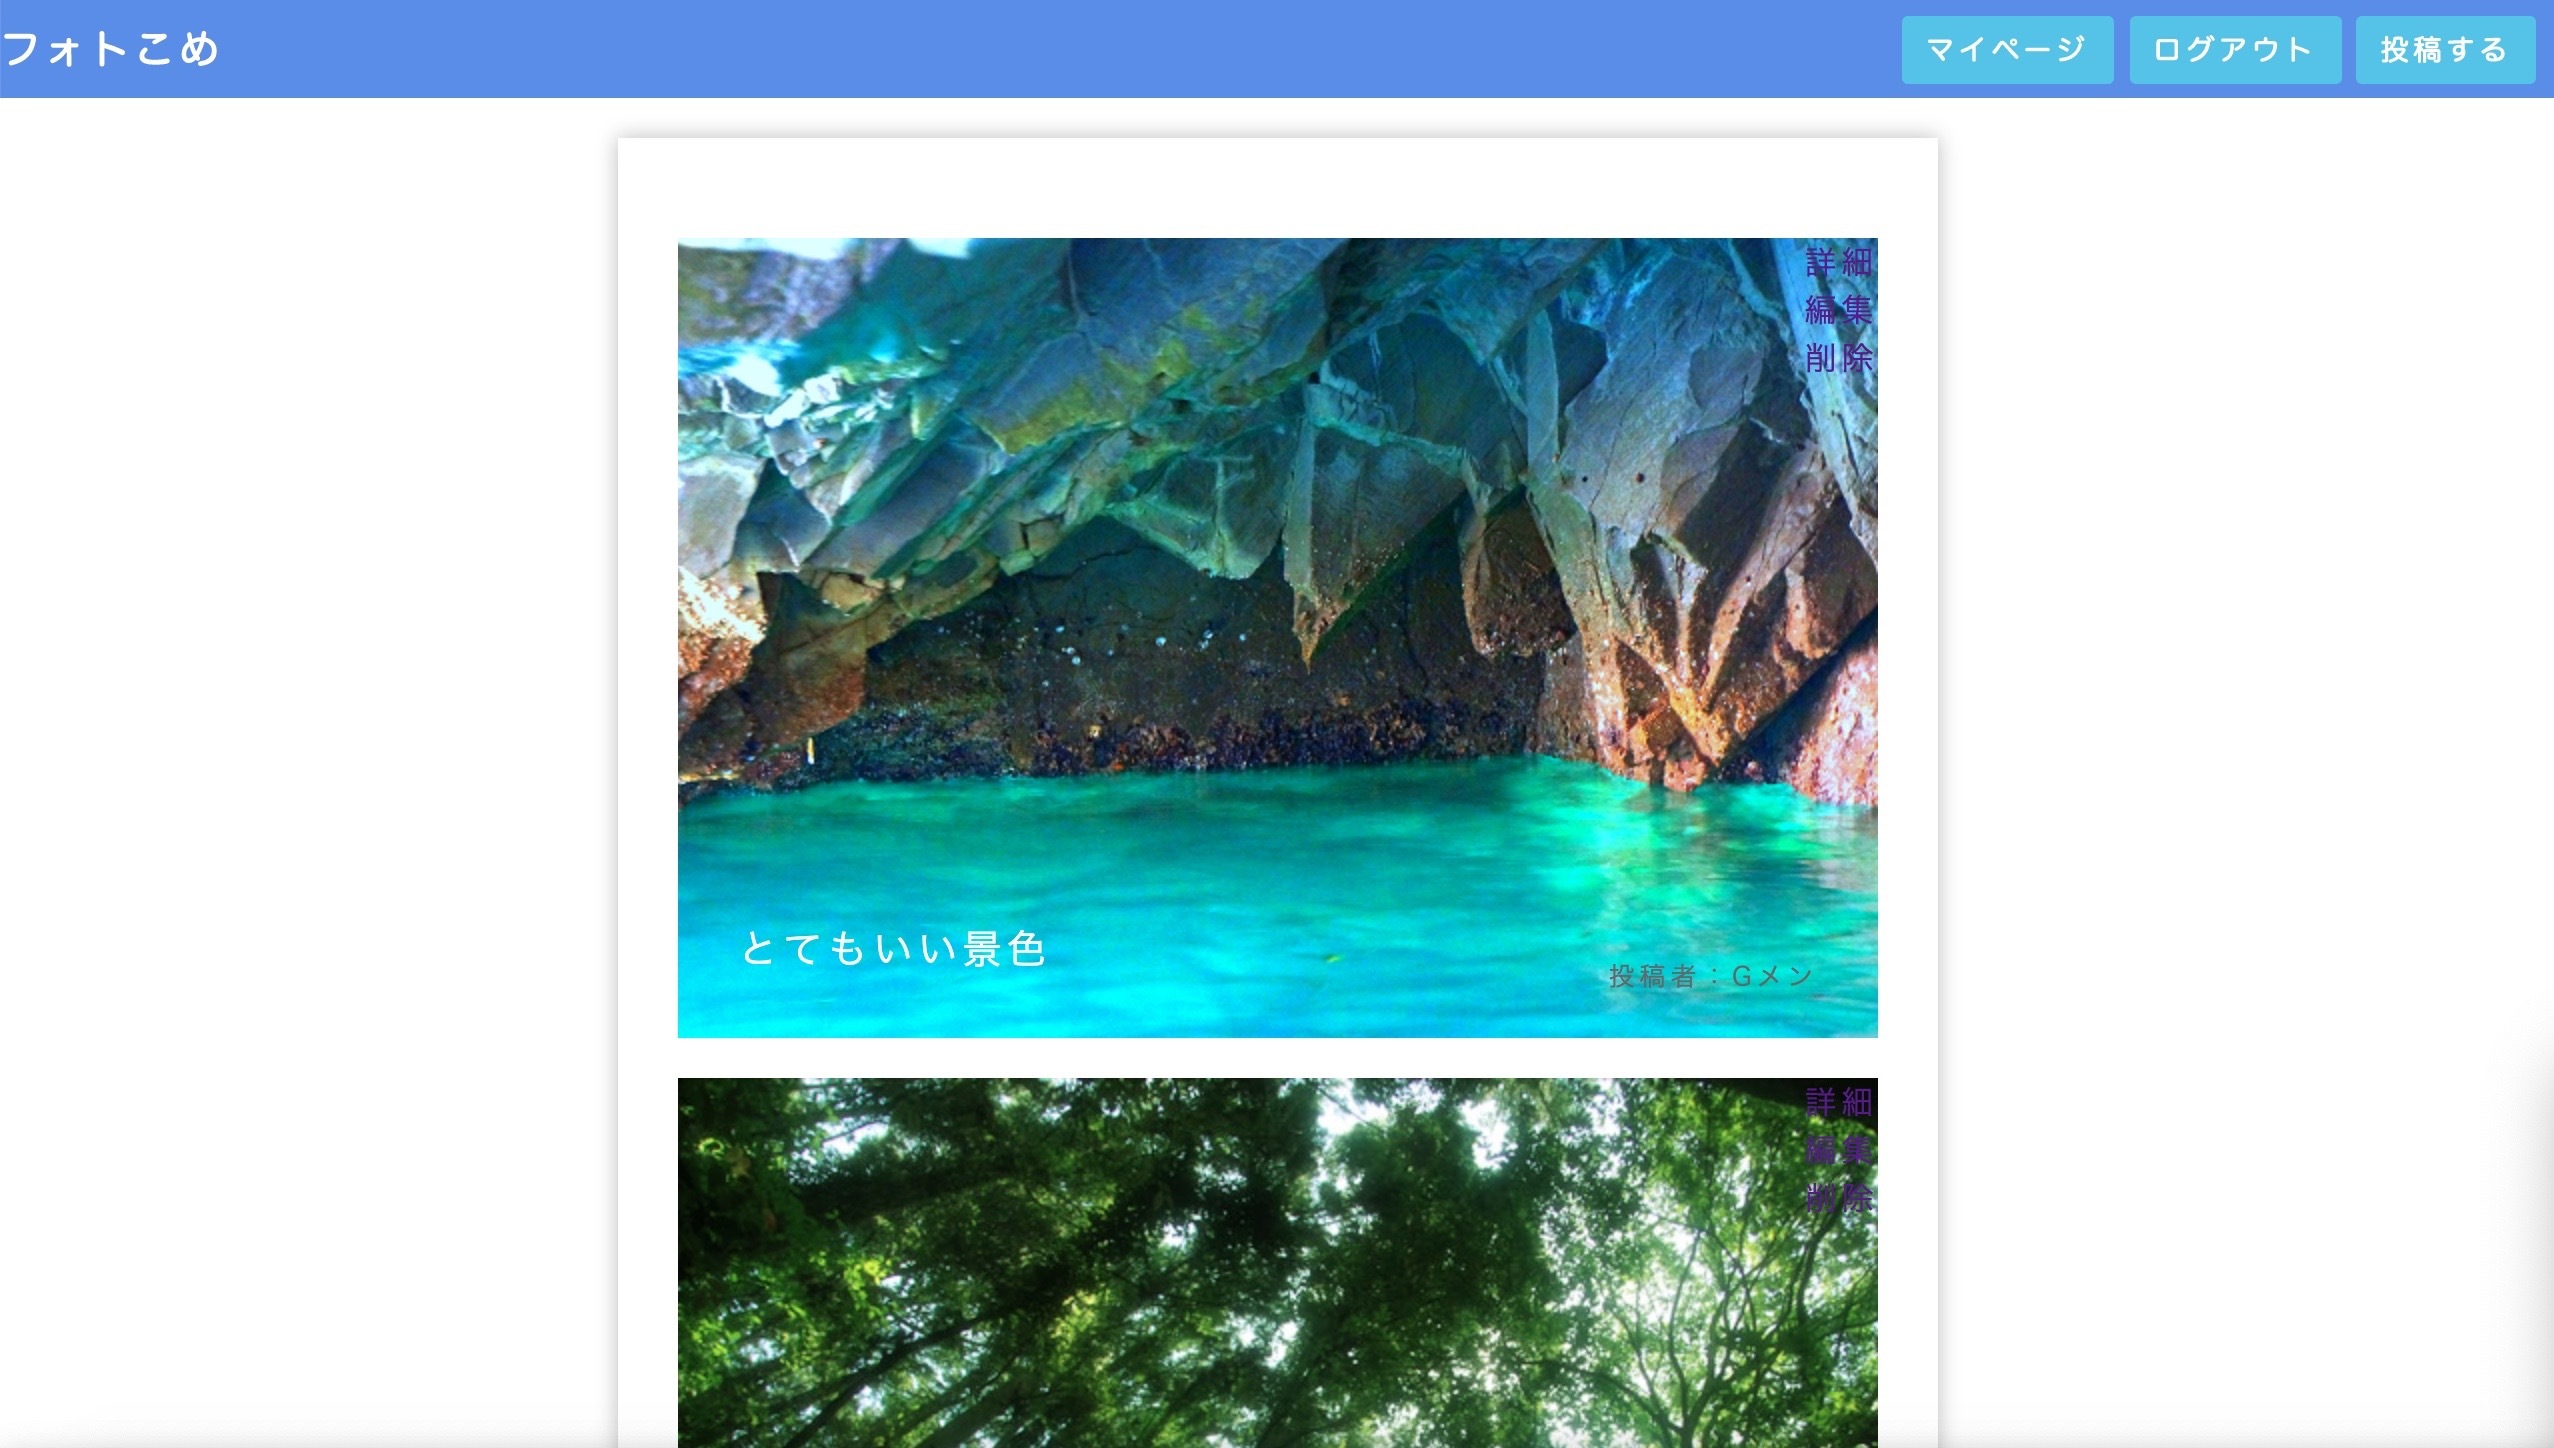 フォトこめ
マイページ
ログアウト
投稿する
詳細
編集
削除
とてもいい景色
投稿者：Gメン
詳細
編集
削除